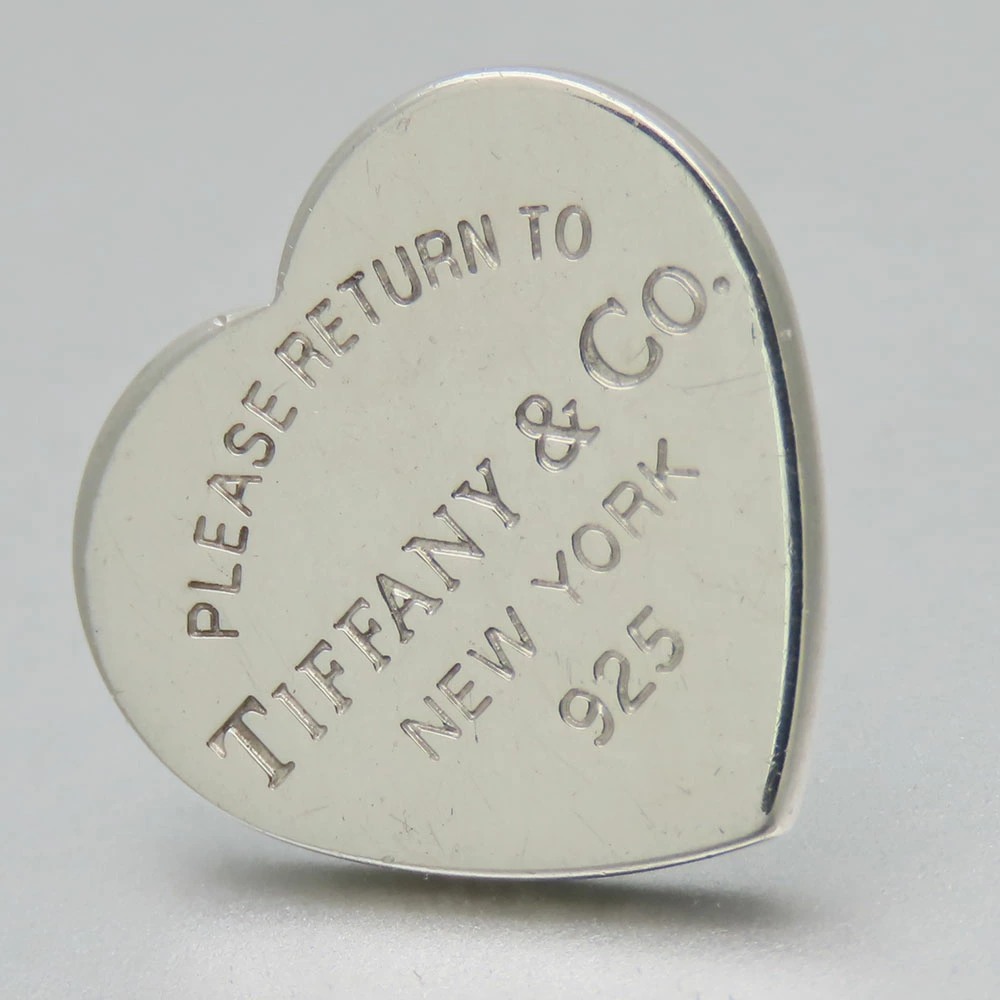 PLEASE RETURN TO
TIFFANY & CO.
NEW YORK
925